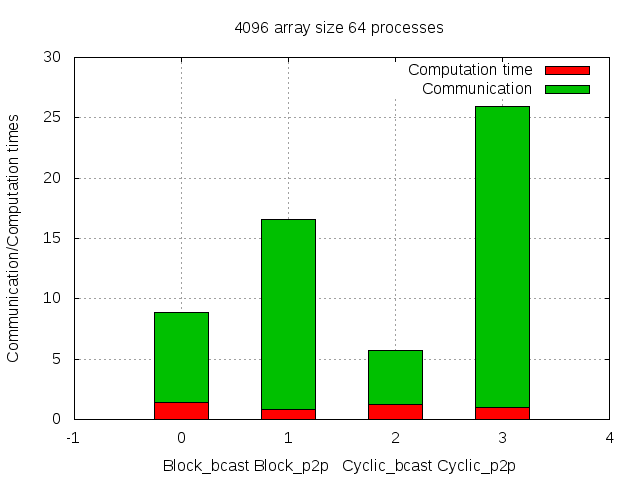 4096 array size 64 processes
Communication/Computation times
Computation time
Communication
30
25
20
15
10
5
0
-1 0 1 2 3 4
Block_bcast Block_p2p Cyclic_bcast Cyclic_p2p